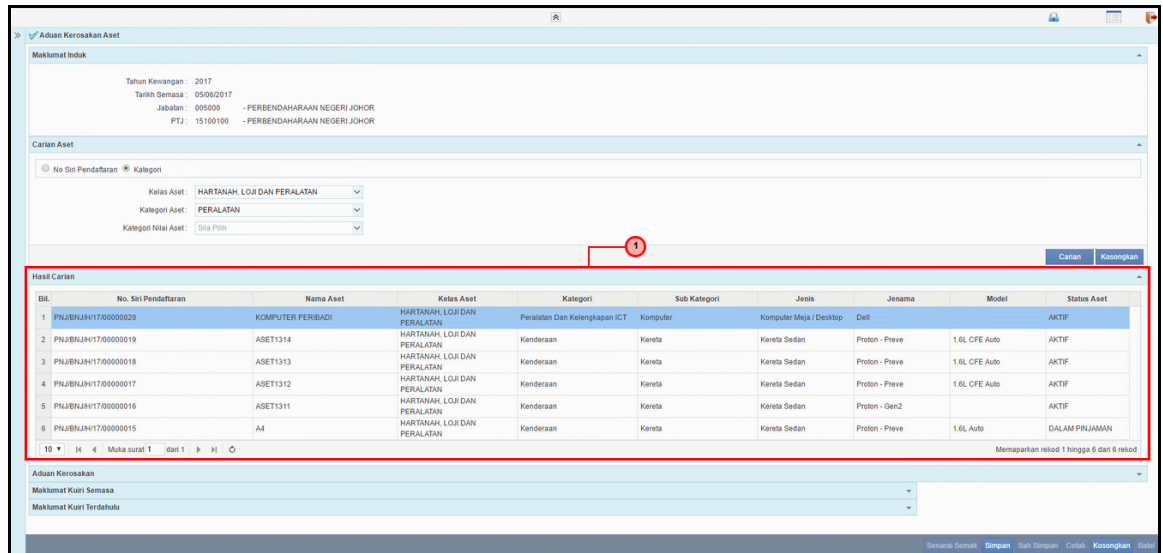 Aduan Kerosakan Aset
Maklumat Induk
Tahun Kewangan : 2017
Tarikh Semasa : 05/06/2017
Jabatan : 005000 - PERBENDAHARAAN NEGERI JOHOR
PTJ : 15100100 - PERBENDAHARAAN NEGERI JOHOR
Carian Aset
No Siri Pendaftaran Kategori
Kelas Aset : HARTANAH, LOJI DAN PERALATAN
Kategori Aset : PERALATAN
Kategori Nilai Aset : Sila Pilih
1
Carian Kosongkan
Hasil Carian
Bil. No. Siri Pendaftaran Nama Aset Kelas Aset Kategori Sub Kategori Jenis Jenama Model Status Aset
1 PNJ/BNJ/H/17/00000020 KOMPUTER PERIBADI HARTANAH, LOJI DAN PERALATAN Peralatan Dan Kelengkapan ICT Komputer Komputer Meja / Desktop Dell AKTIF
2 PNJ/BNJ/H/17/00000019 ASET1314 HARTANAH, LOJI DAN PERALATAN Kenderaan Kereta Kereta Sedan Proton - Preve 1.6L CFE Auto AKTIF
3 PNJ/BNJ/H/17/00000018 ASET1313 HARTANAH, LOJI DAN PERALATAN Kenderaan Kereta Kereta Sedan Proton - Preve 1.6L CFE Auto AKTIF
4 PNJ/BNJ/H/17/00000017 ASET1312 HARTANAH, LOJI DAN PERALATAN Kenderaan Kereta Kereta Sedan Proton - Preve 1.6L CFE Auto AKTIF
5 PNJ/BNJ/H/17/00000016 ASET1311 HARTANAH, LOJI DAN PERALATAN Kenderaan Kereta Kereta Sedan Proton - Gen2 AKTIF
6 PNJ/BNJ/H/17/00000015 A4 HARTANAH, LOJI DAN PERALATAN Kenderaan Kereta Kereta Sedan Proton - Preve 1.6L Auto DALAM PINJAMAN
10 Muka surat 1 dari 1 Memaparkan rekod 1 hingga 6 dari 6 rekod
Aduan Kerosakan
Maklumat Kuiri Semasa
Maklumat Kuiri Terdahulu
Senarai Semak Simpan Sah Simpan Cetak Kosongkan Batal